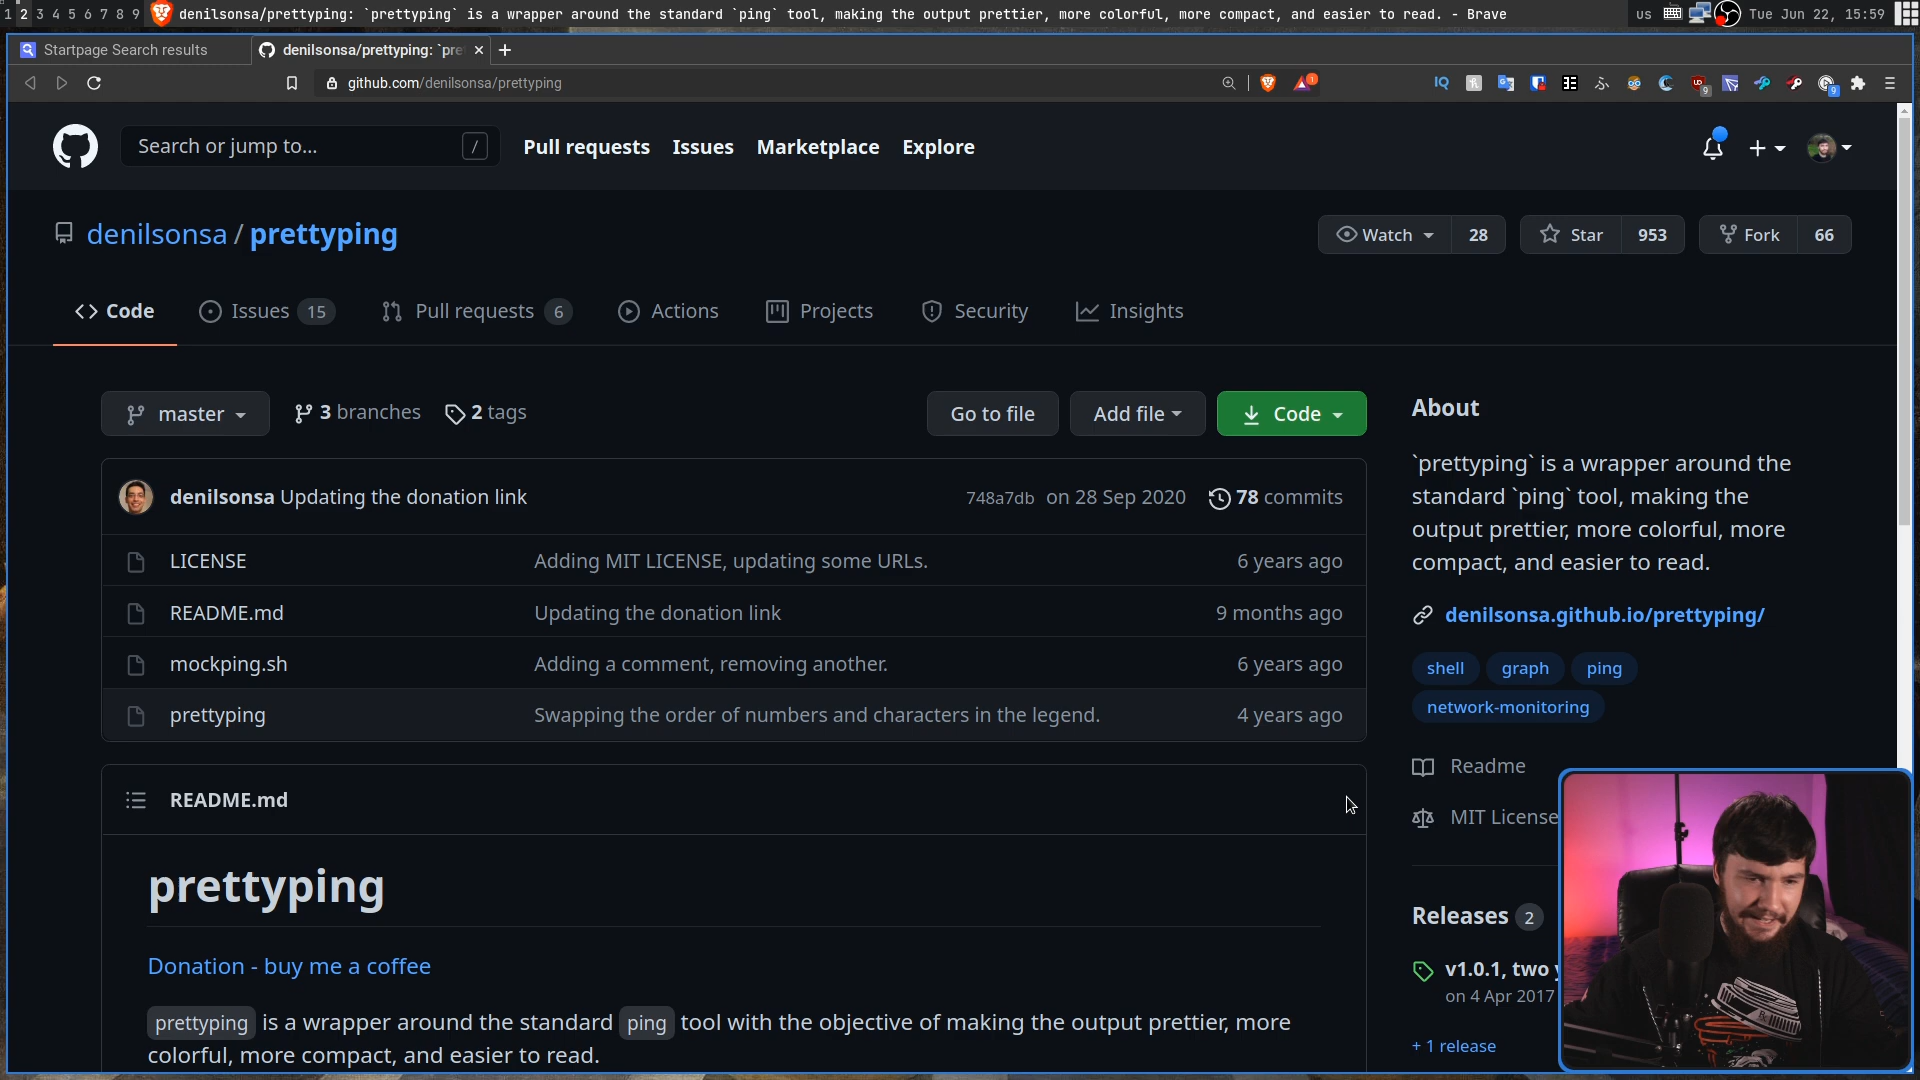 1 2 3 4 5 6 7 8 9 denilsonsa/prettyping: `prettyping` is a wrapper around the standard `ping` tool, making the output prettier, more colorful, more compact, and easier to read. - Brave us Tue Jun 22, 15:59
Startpage Search results denilsonsa/prettyping: `pre
github.com/denilsonsa/prettyping 1 IQ 9 9
Search or jump to... / Pull requests Issues Marketplace Explore
denilsonsa / prettyping Watch 28 Star 953 Fork 66
Code Issues 15 Pull requests 6 Actions Projects Security Insights
master 3 branches 2 tags Go to file Add file Code
denilsonsa Updating the donation link 748a7db on 28 Sep 2020 78 commits
LICENSE Adding MIT LICENSE, updating some URLs. 6 years ago
README.md Updating the donation link 9 months ago
mockping.sh Adding a comment, removing another. 6 years ago
prettyping Swapping the order of numbers and characters in the legend. 4 years ago
README.md
prettyping
Donation - buy me a coffee
prettyping is a wrapper around the standard ping tool with the objective of making the output prettier, more
colorful, more compact, and easier to read.
About
`prettyping` is a wrapper around the
standard `ping` tool, making the
output prettier, more colorful, more
compact, and easier to read.
denilsonsa.github.io/prettyping/
shell graph ping
network-monitoring
Readme
MIT License
Releases 2
v1.0.1, two
on 4 Apr 2017
+ 1 release